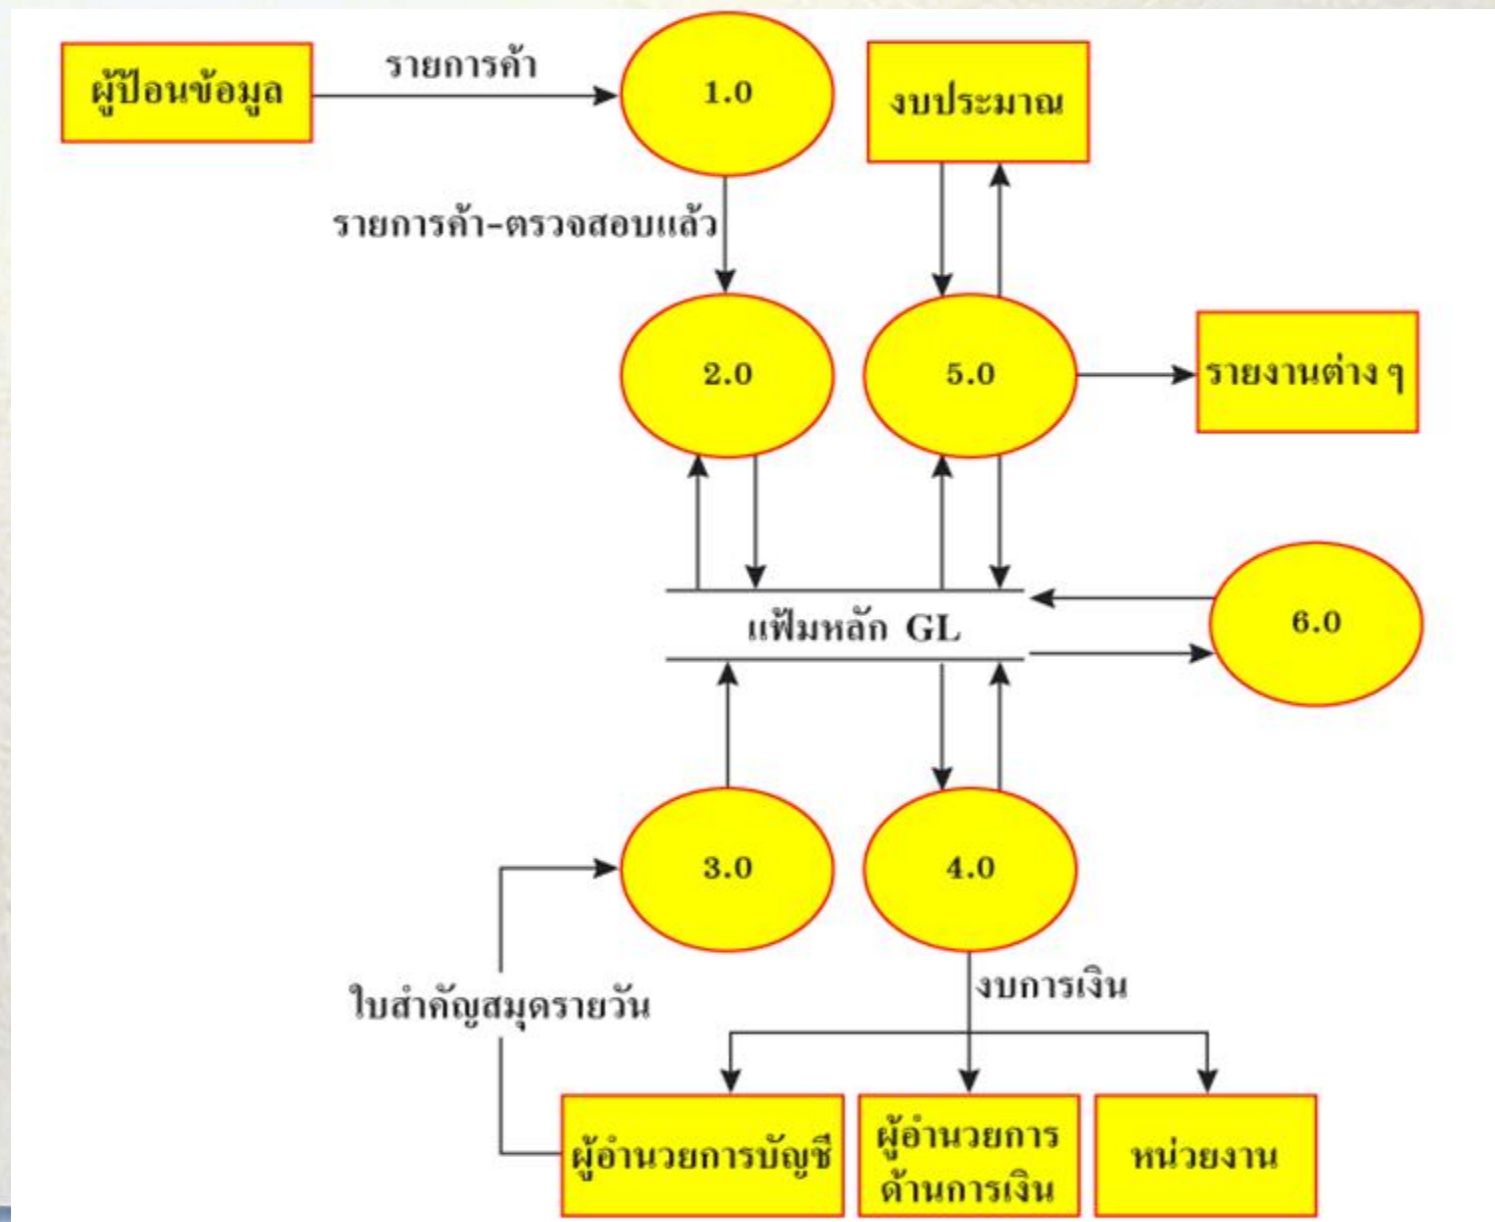 ผู้ป้อนข้อมูล
รายการค้า
1.0
งบประมาณ
รายการค้า-ตรวจสอบแล้ว
2.0
5.0
รายงานต่าง ๆ
แฟ้มหลัก GL
6.0
3.0
4.0
งบการเงิน
ใบสำคัญสมุดรายวัน
ผู้อำนวยการบัญชี
ผู้อำนวยการ
ด้านการเงิน
หน่วยงาน